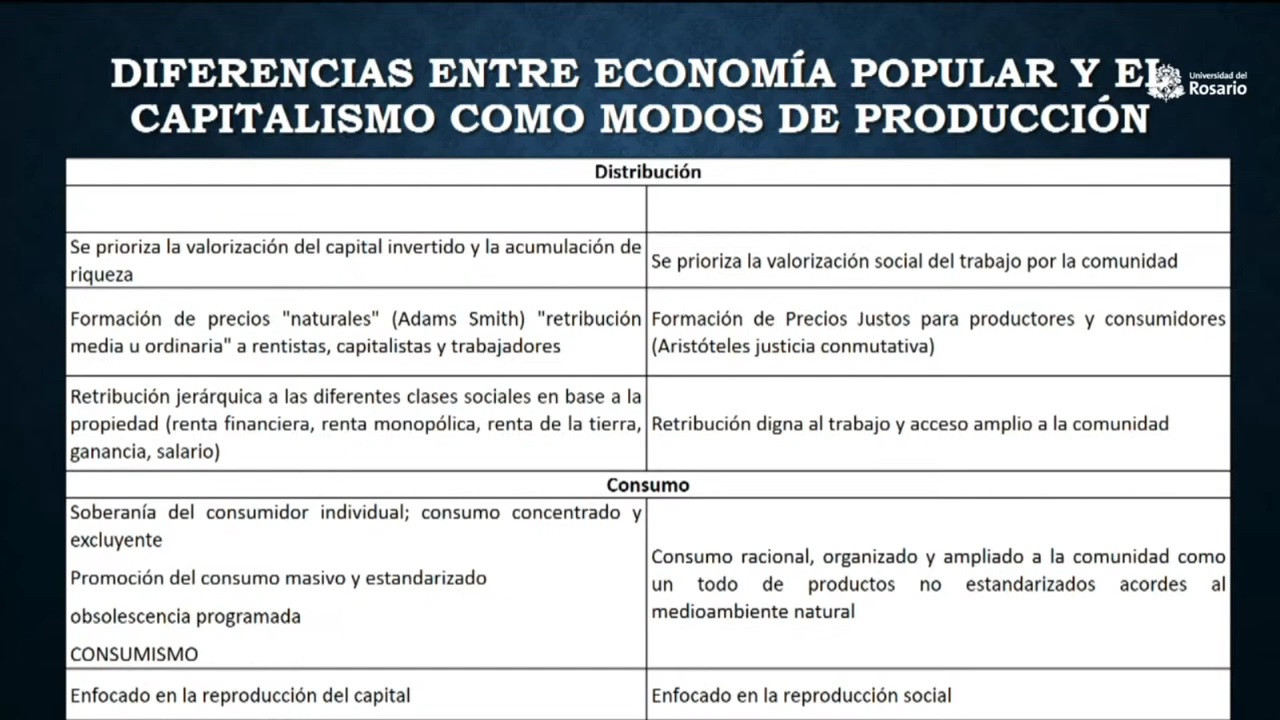 DIFERENCIAS ENTRE ECONOMÍA POPULAR Y EL
CAPITALISMO COMO MODOS DE PRODUCCIÓN
Universidad del
Rosario
Distribución
Se prioriza la valorización del capital invertido y la acumulación de
riqueza
Se prioriza la valorización social del trabajo por la comunidad
Formación de precios "naturales" (Adams Smith) "retribución
media u ordinaria" a rentistas, capitalistas y trabajadores
Formación de Precios Justos para productores y consumidores
(Aristóteles justicia conmutativa)
Retribución jerárquica a las diferentes clases sociales en base a la
propiedad (renta financiera, renta monopólica, renta de la tierra,
ganancia, salario)
Retribución digna al trabajo y acceso amplio a la comunidad
Consumo
Soberanía del consumidor individual; consumo concentrado y
excluyente
Promoción del consumo masivo y estandarizado
obsolescencia programada
CONSUMISMO
Consumo racional, organizado y ampliado a la comunidad como
un todo de productos no estandarizados acordes al
medioambiente natural
Enfocado en la reproducción del capital
Enfocado en la reproducción social